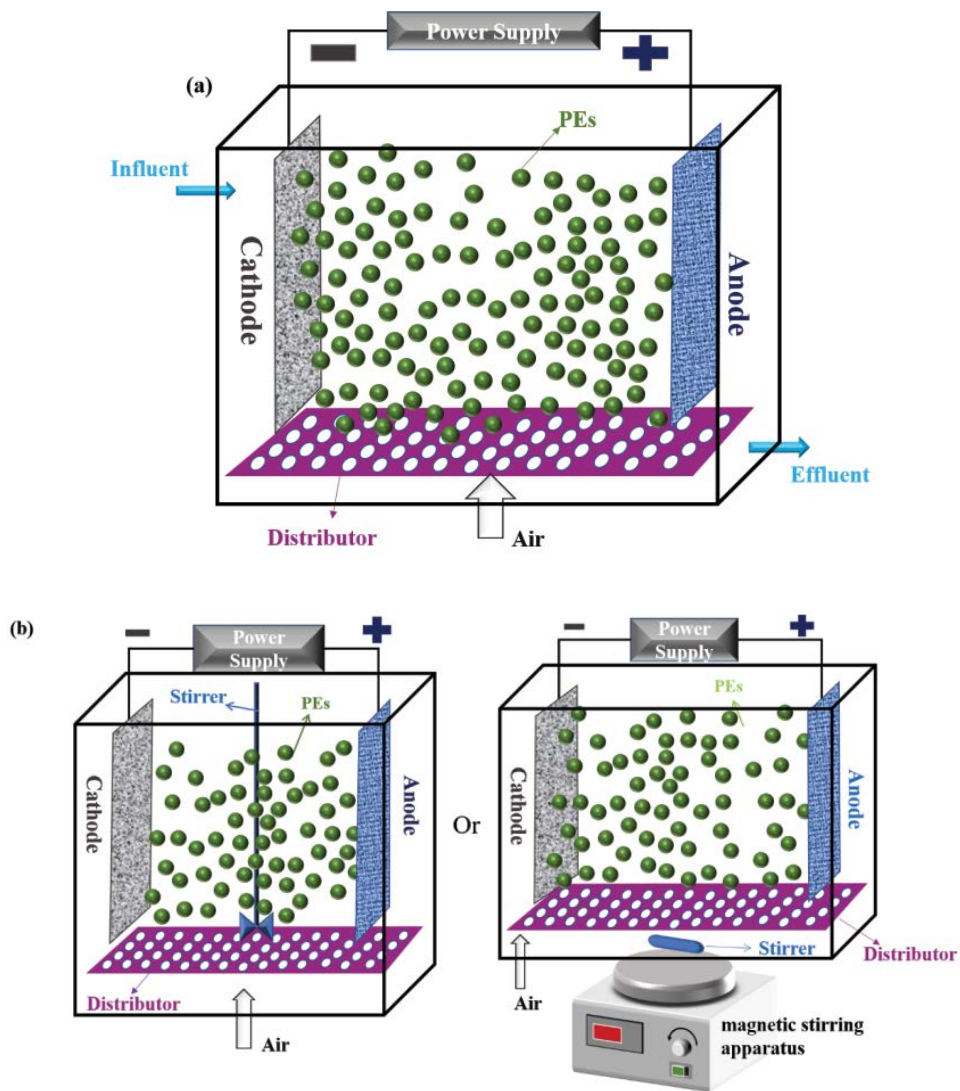 Power Supply
(a)
PEs
Influent
Cathode
Anode
Effluent
Distributor
Air
(b)
Power
Supply
Stirrer
PEs
Cathode
Anode
Distributor
Air
Or
Power
Supply
PEs
Cathode
Anode
Stirrer
Distributor
Air
magnetic stirring
apparatus